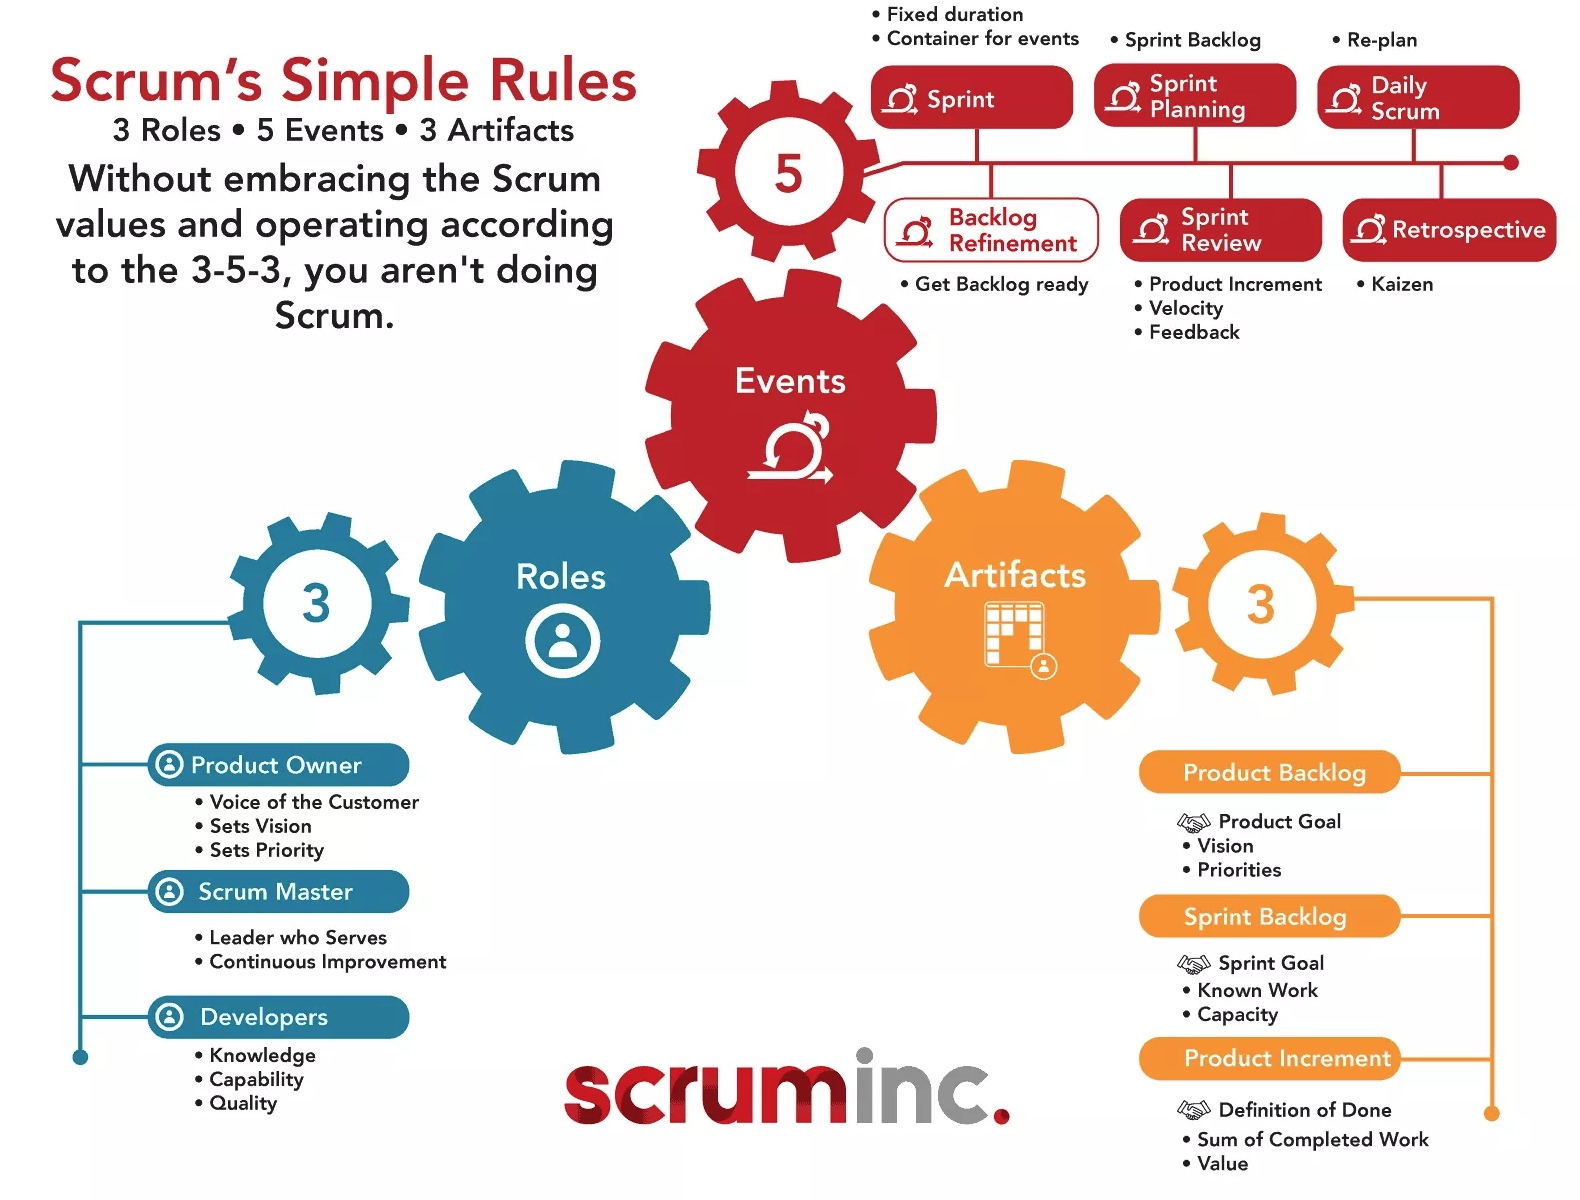 Scrum's Simple Rules
3 Roles • 5 Events • 3 Artifacts
Without embracing the Scrum
values and operating according
to the 3-5-3, you aren't doing
Scrum.
5
• Fixed duration
• Container for events
Sprint
• Sprint Backlog
Sprint
Planning
• Re-plan
Daily
Scrum
Backlog
Refinement
• Get Backlog ready
Sprint
Review
• Product Increment
• Velocity
• Feedback
Retrospective
• Kaizen
Events
Roles
3
Product Owner
• Voice of the Customer
• Sets Vision
• Sets Priority
Scrum Master
• Leader who Serves
• Continuous Improvement
Developers
• Knowledge
• Capability
• Quality
Artifacts
3
Product Backlog
Product Goal
• Vision
• Priorities
Sprint Backlog
Sprint Goal
• Known Work
• Capacity
Product Increment
Definition of Done
• Sum of Completed Work
• Value
scruminc.